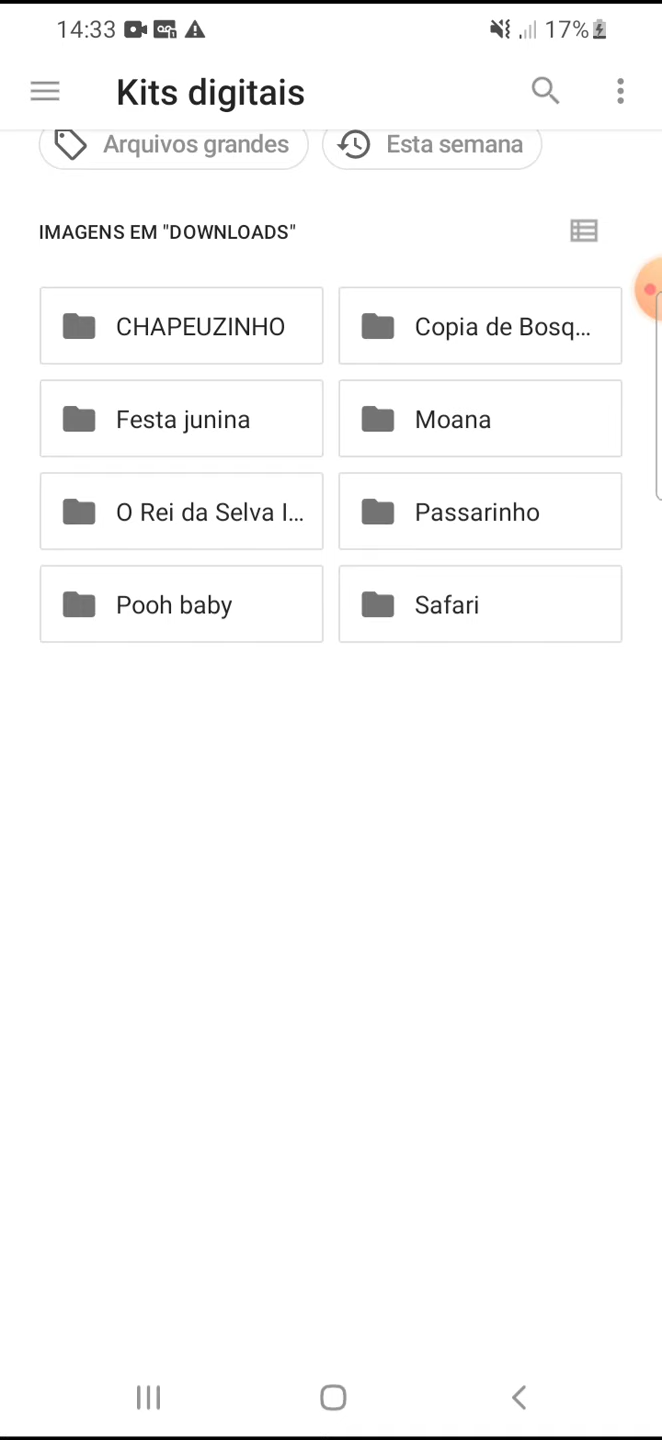 14:33 17%
Kits digitais
Arquivos grandes Esta semana
IMAGENS EM "DOWNLOADS"
CHAPEUZINHO Copia de Bosq...
Festa junina Moana
O Rei da Selva I... Passarinho
Pooh baby Safari